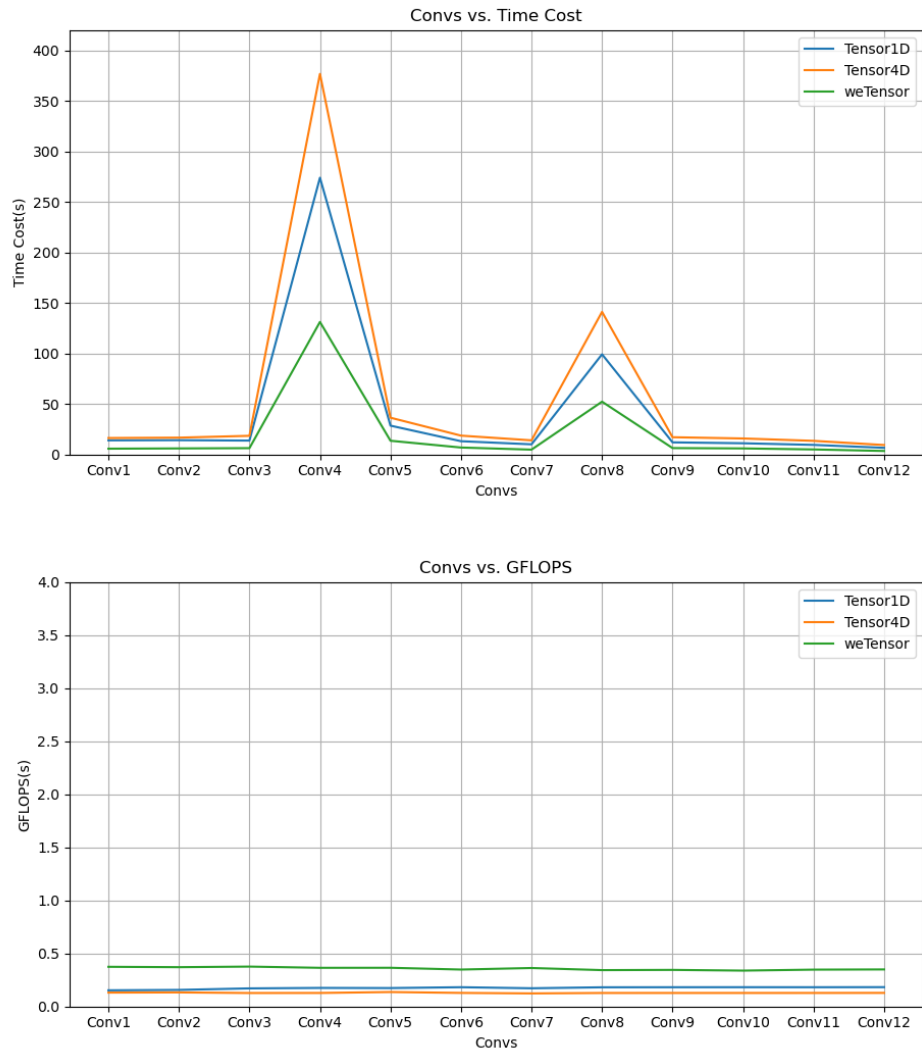 Convs vs. Time Cost
400
350
300
250
200
150
100
50
0
Time Cost(s)
Tensor1D
Tensor4D
weTensor
Conv1 Conv2 Conv3 Conv4 Conv5 Conv6 Conv7 Conv8 Conv9 Conv10 Conv11 Conv12
Convs
Convs vs. GFLOPS
4.0
3.5
3.0
2.5
2.0
1.5
1.0
0.5
0.0
GFLOPS(s)
Tensor1D
Tensor4D
weTensor
Conv1 Conv2 Conv3 Conv4 Conv5 Conv6 Conv7 Conv8 Conv9 Conv10 Conv11 Conv12
Convs